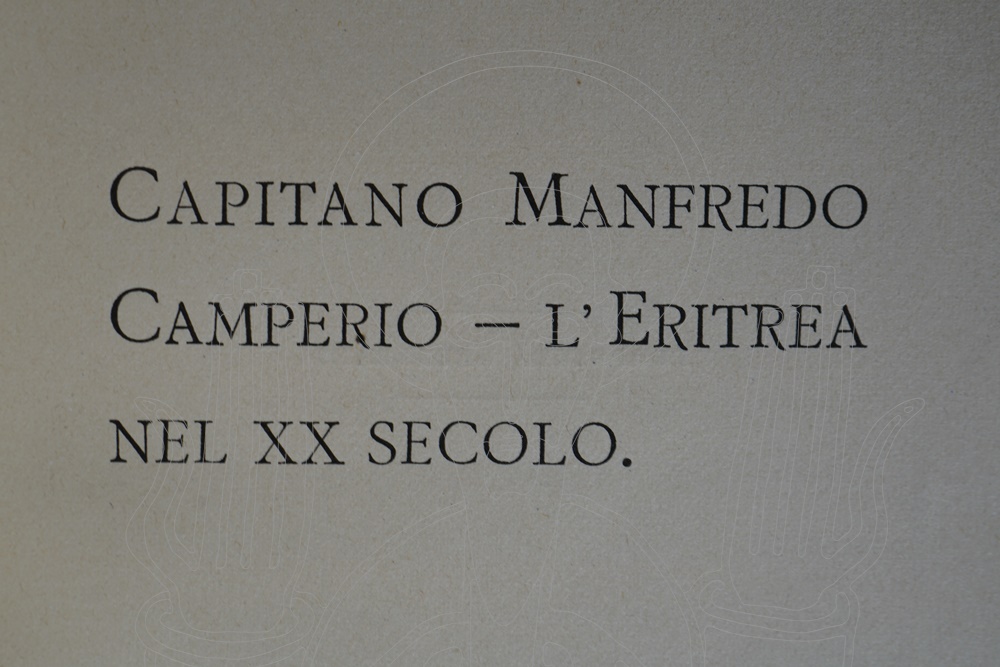 CAPITANO MANFREDO
CAMPERIO – L'ERITREA
NEL XX SECOLO.